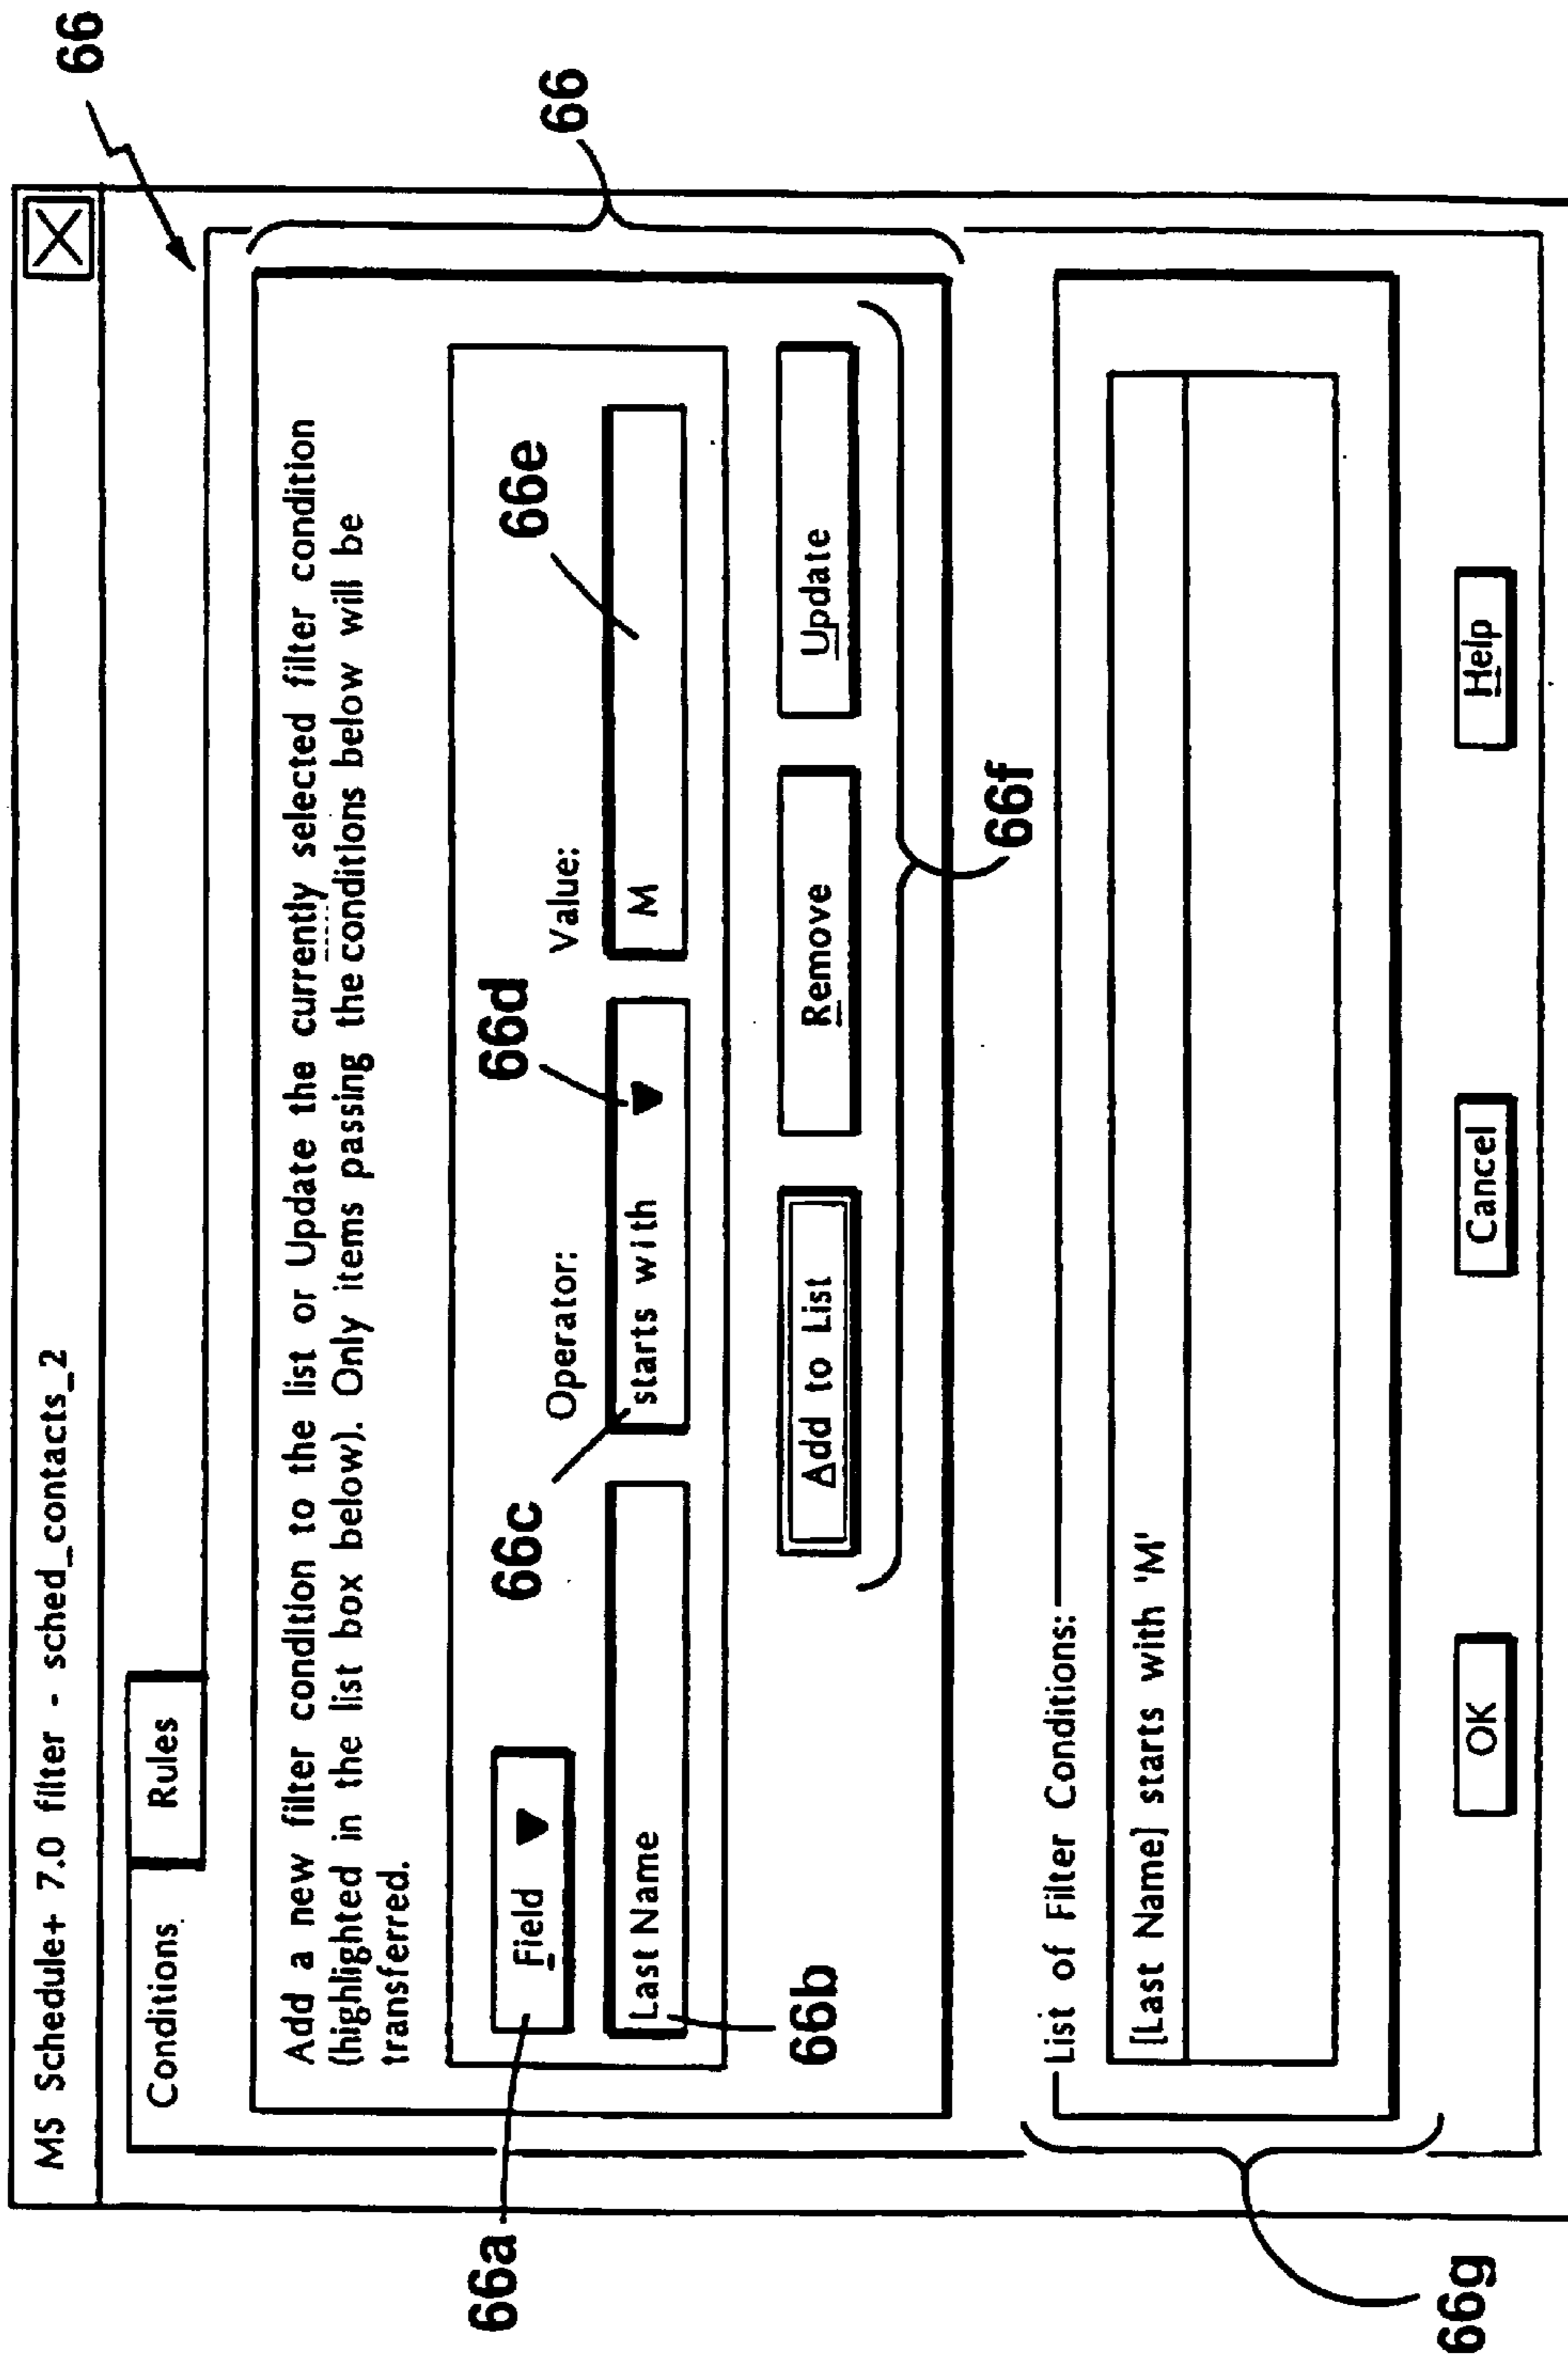 66
MS Schedule+ 7.0 filter - sched_contacts_2
Conditions
Rules
66
Add a new filter condition to the list or Update the currently selected filter condition
(highlighted in the list box below). Only items passing the conditions below will be
transferred.
66a
Field
66c
Operator:
66d
Value:
66e
Last Name
starts with
M
66b
Add to List
Remove
Update
66f
List of Filter Conditions:
[Last Name] starts with 'M'
66g
OK
Cancel
Help